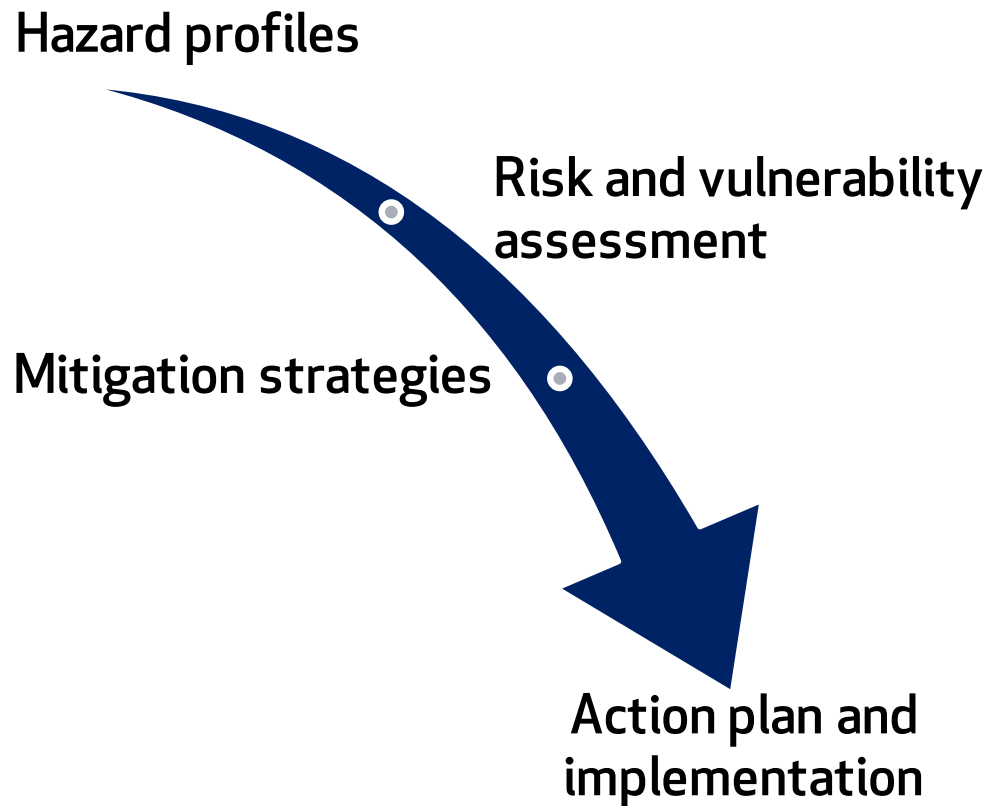 Hazard profiles
Risk and vulnerability
assessment
Mitigation strategies
Action plan and
implementation